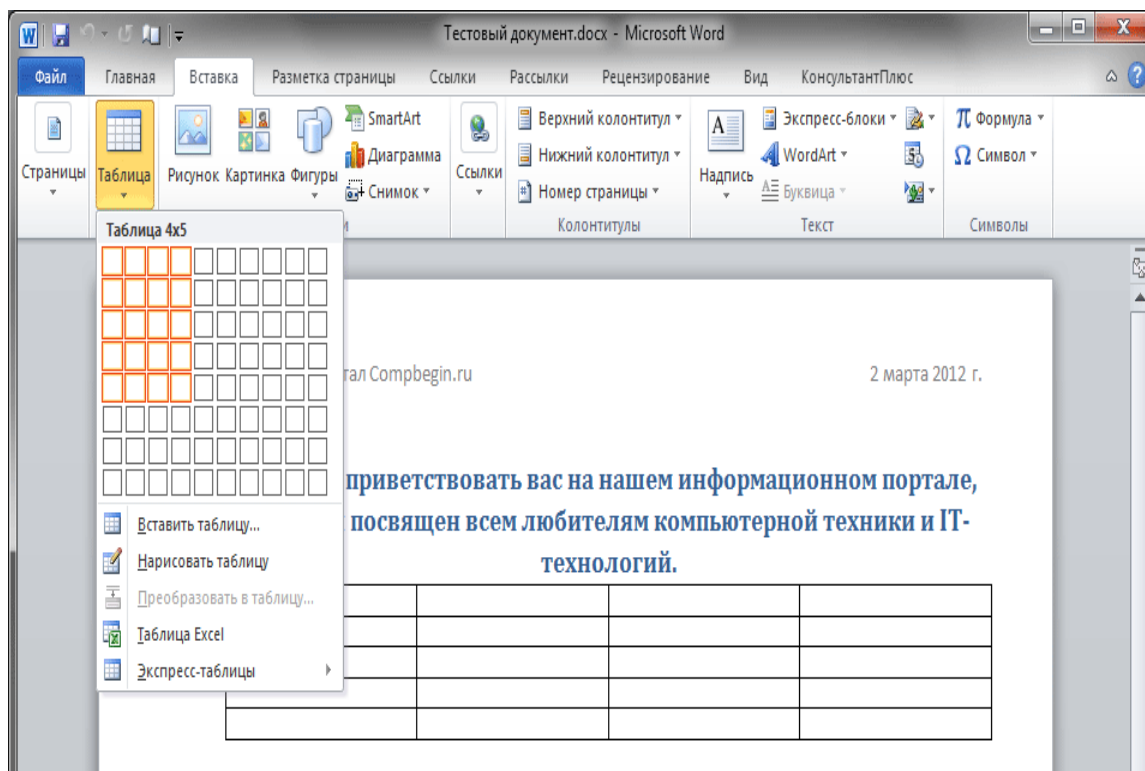 Тестовый документ.docx - Microsoft Word
Файл Главная Вставка Разметка страницы Ссылки Рассылки Рецензирование Вид КонсультантПлюс
Страницы
Таблица
Рисунок Картинка Фигуры
SmartArt
Диаграмма
Снимок
Ссылки
Верхний колонтитул
Нижний колонтитул
Номер страницы
Колонтитулы
Надпись
Экспресс-блоки
WordArt
Буквица
Текст
Формула
Символ
Символы
Таблица 4x5
Вставить таблицу...
Нарисовать таблицу
Преобразовать в таблицу...
Таблица Excel
Экспресс-таблицы
Compbegin.ru 2 марта 2012 г.
приветствовать вас на нашем информационном портале,
посвящен всем любителям компьютерной техники и IT-
технологий.